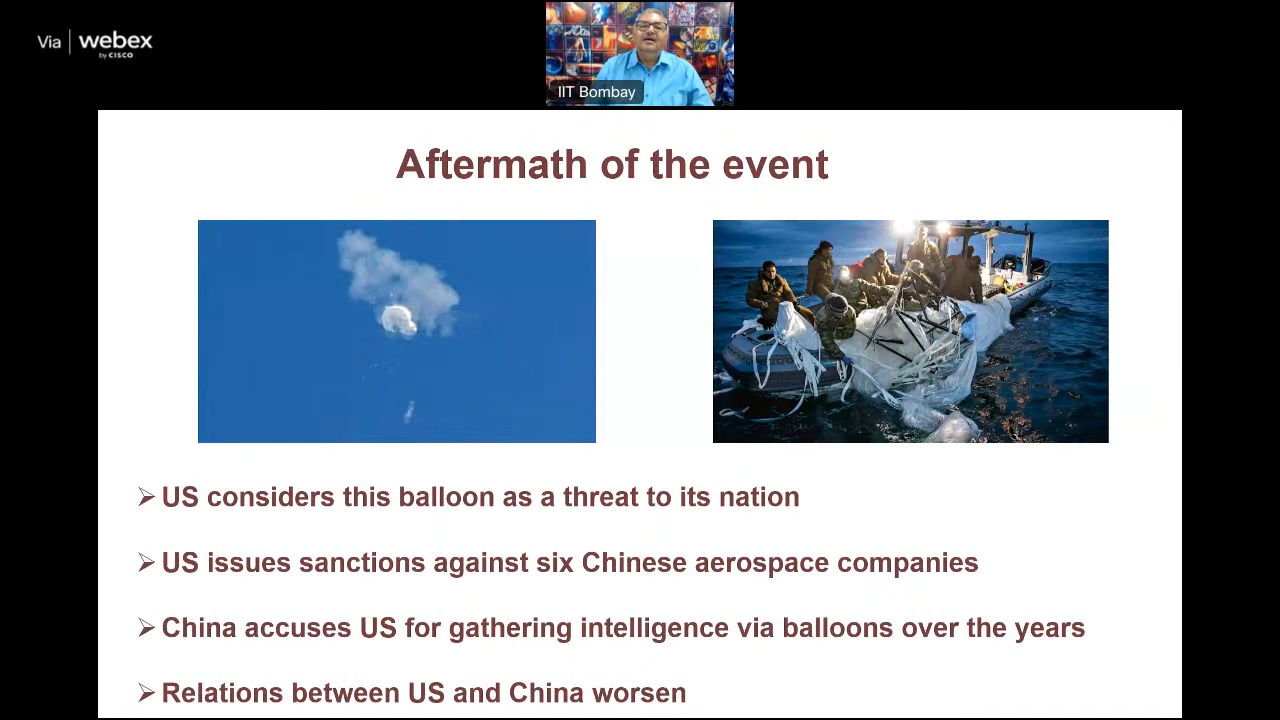 Via webex
by CISCO
IIT Bombay
Aftermath of the event
US considers this balloon as a threat to its nation
US issues sanctions against six Chinese aerospace companies
China accuses US for gathering intelligence via balloons over the years
Relations between US and China worsen